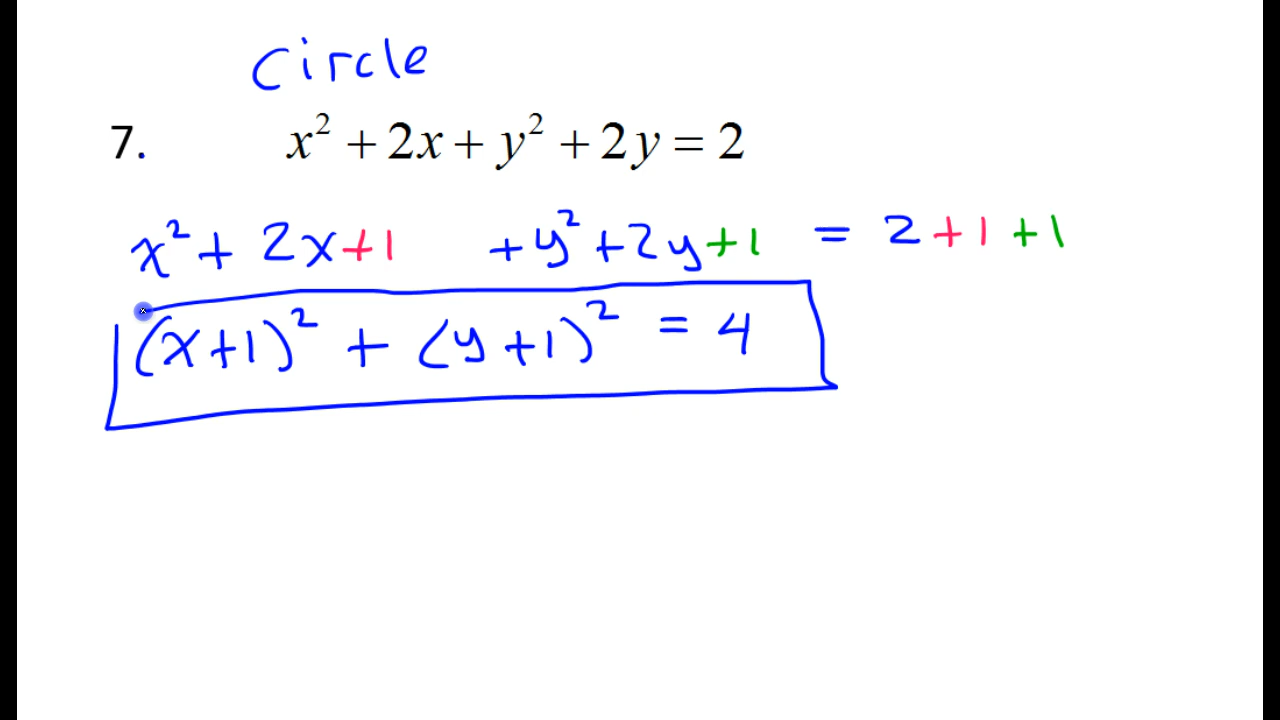 Circle
7. x² + 2x + y² + 2y = 2
x² + 2x + 1 + y² + 2y + 1 = 2 + 1 + 1
(x + 1)² + (y + 1)² = 4